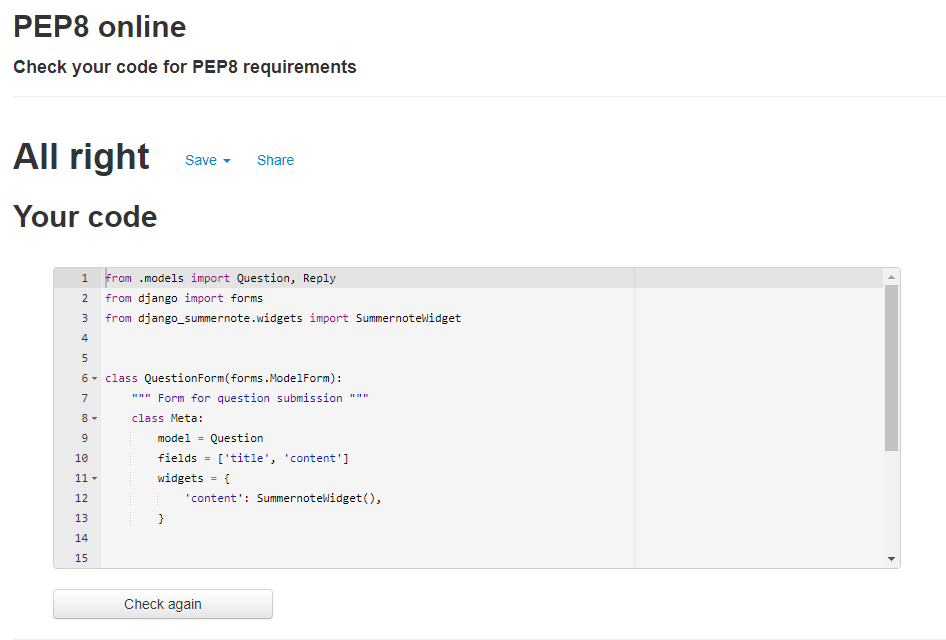 PEP8 online
Check your code for PEP8 requirements
All right Save Share
Your code
1 from .models import Question, Reply
2 from django import forms
3 from django_summernote.widgets import SummernoteWidget
4
5
6 class QuestionForm(forms.ModelForm):
7 """ Form for question submission """
8 class Meta:
9 model = Question
10 fields = ['title', 'content']
11 widgets = {
12 'content': SummernoteWidget(),
13 }
14
15
Check again